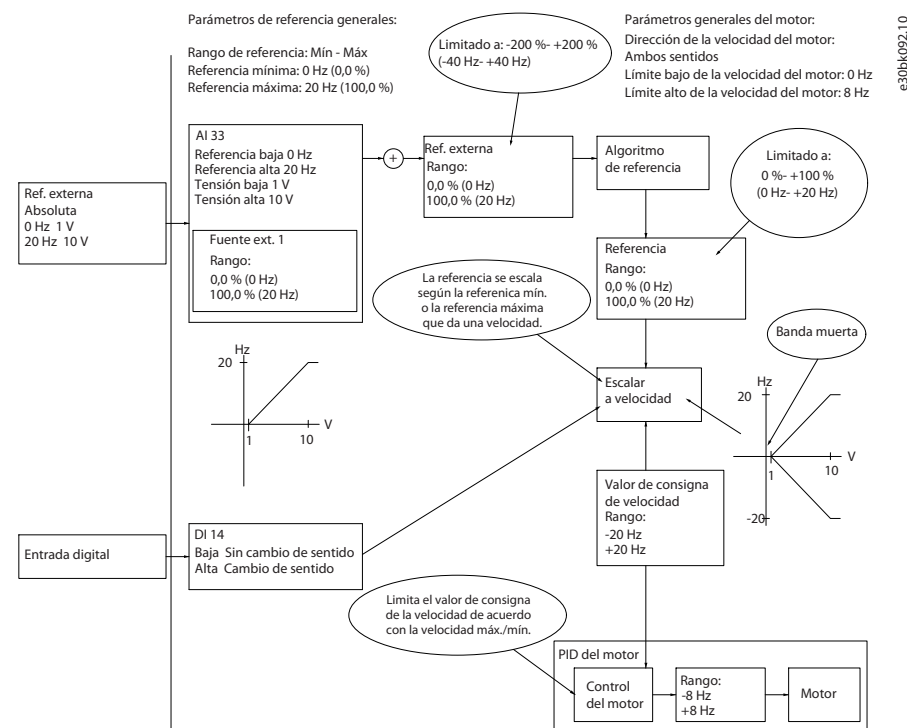 Parámetros de referencia generales:
Rango de referencia: Mín - Máx
Referencia mínima: 0 Hz (0,0 %)
Referencia máxima: 20 Hz (100,0 %)
Limitado a: -200 %- +200 %
(-40 Hz- +40 Hz)
Parámetros generales del motor:
Dirección de la velocidad del motor:
Ambos sentidos
Límite bajo de la velocidad del motor: 0 Hz
Límite alto de la velocidad del motor: 8 Hz
e30bk092.10
Ref. externa
Absoluta
0 Hz 1 V
20 Hz 10 V
AI 33
Referencia baja 0 Hz
Referencia alta 20 Hz
Tensión baja 1 V
Tensión alta 10 V
Fuente ext. 1
Rango:
0,0 % (0 Hz)
100,0 % (20 Hz)
+
Ref. externa
Rango:
0,0 % (0 Hz)
100,0 % (20 Hz)
Algoritmo
de referencia
Limitado a:
0 %- +100 %
(0 Hz- +20 Hz)
Referencia
Rango:
0,0 % (0 Hz)
100,0 % (20 Hz)
La referencia se escala
según la referenica mín.
o la referencia máxima
que da una velocidad.
Banda muerta
Hz
20
V
1
10
Escalar
a velocidad
Hz
20
V
1
10
-20
Valor de consigna
de velocidad
Rango:
-20 Hz
+20 Hz
Entrada digital
DI 14
Baja Sin cambio de sentido
Alta Cambio de sentido
Limita el valor de consigna
de la velocidad de acuerdo
con la velocidad máx./mín.
PID del motor
Control
del motor
Rango:
-8 Hz
+8 Hz
Motor